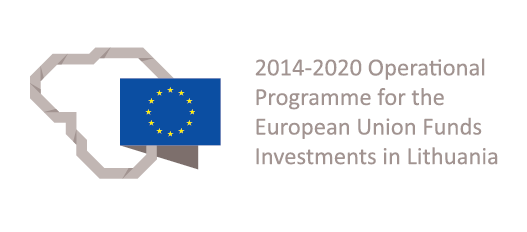 2014-2020 Operational
Programme for the
European Union Funds
Investments in Lithuania